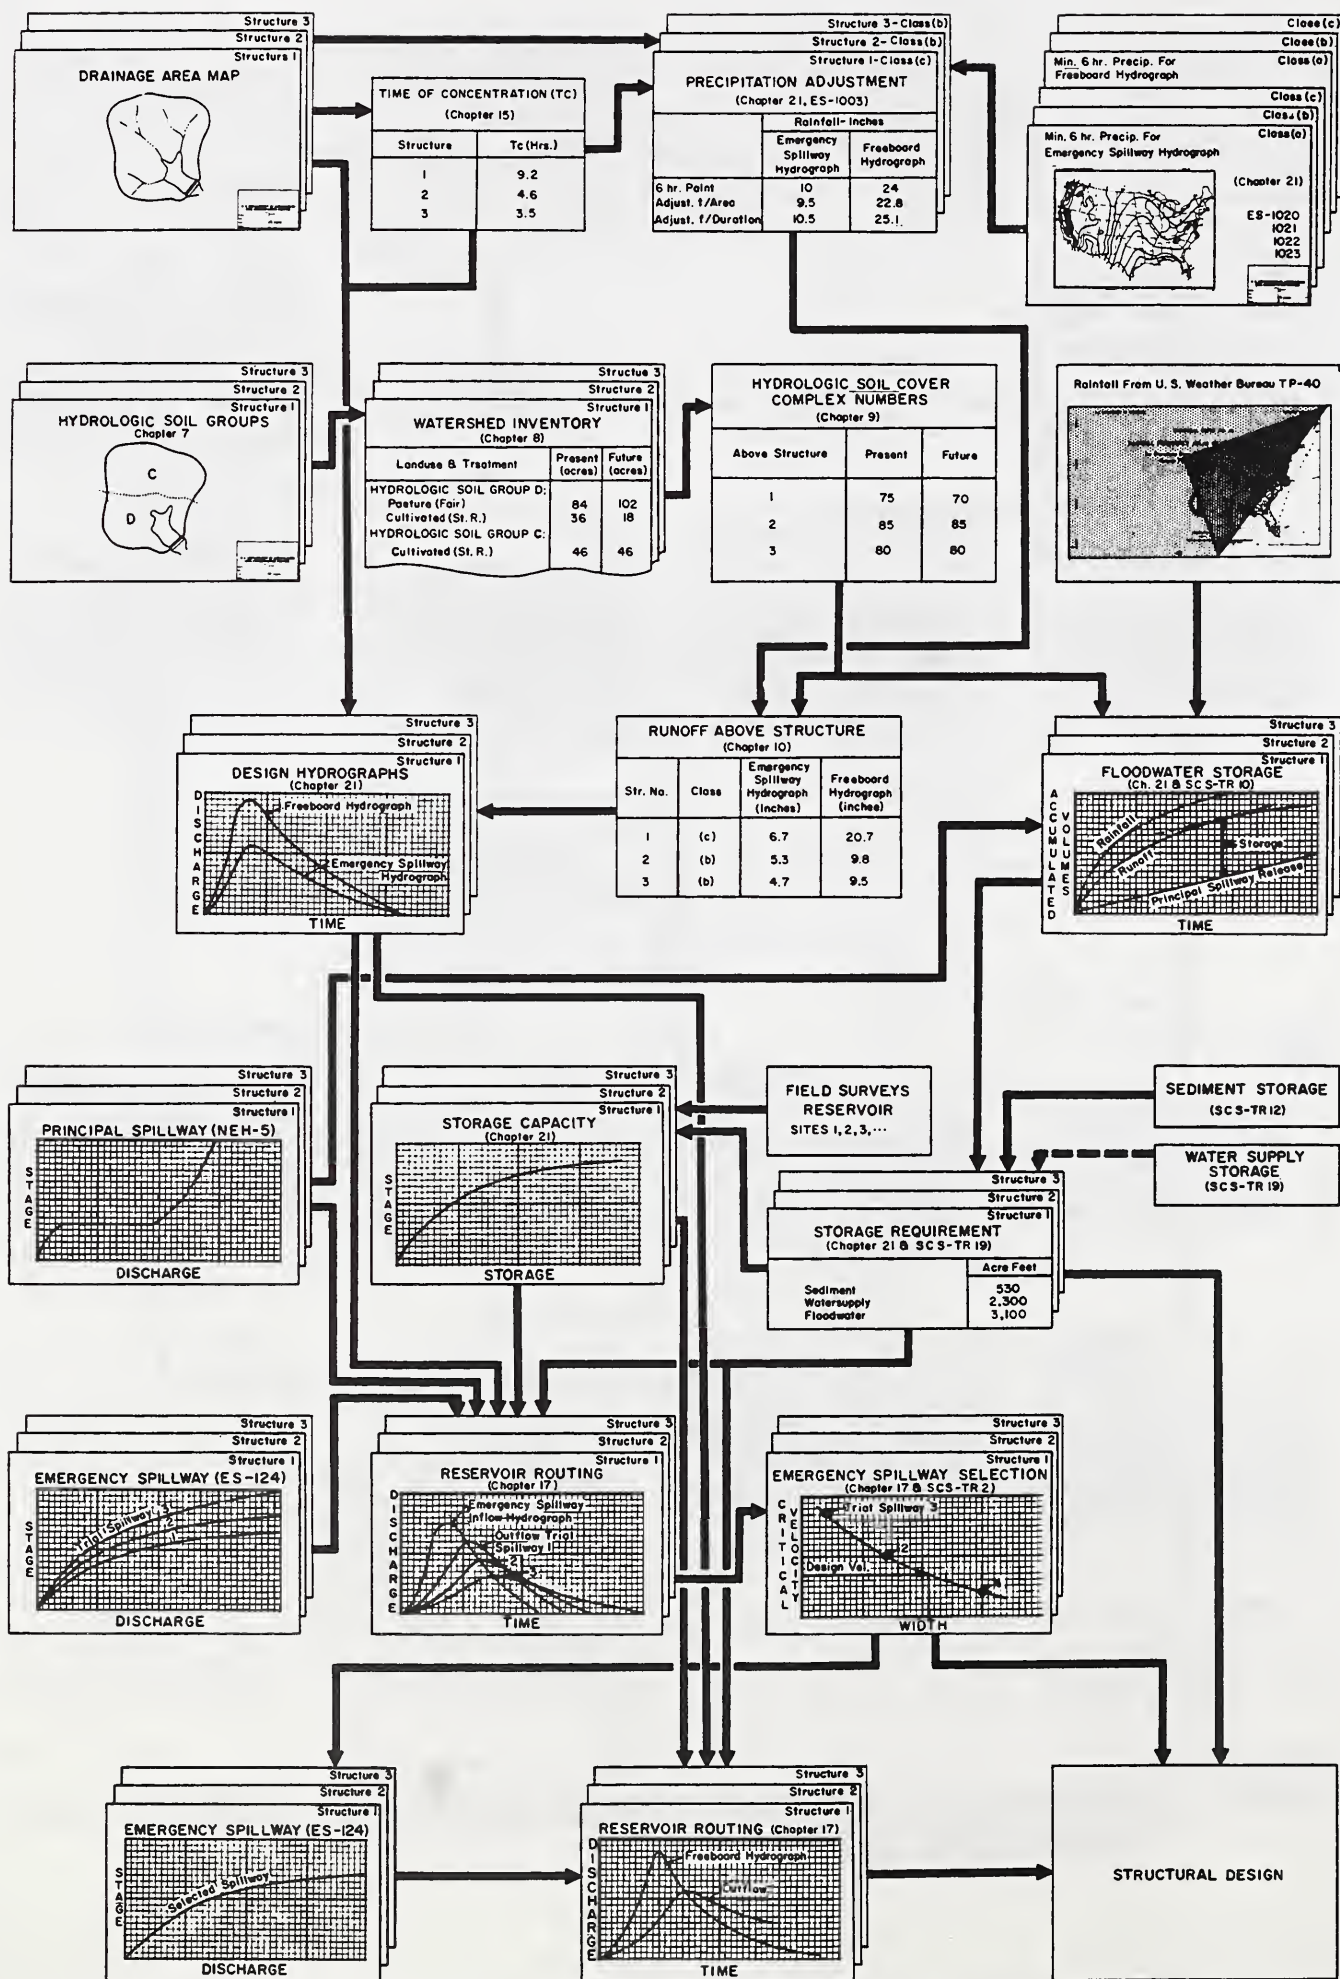 Structure 3
Structure 2
Structurs 1
DRAINAGE AREA MAP
TIME OF CONCENTRATION (TC)
(Chapter 15)
Structure Tc (Hrs.)
1 9.2
2 4.6
3 3.5
Structure 3-Class(b)
Structure 2-Class(b)
Structure 1-Class(c)
PRECIPITATION ADJUSTMENT
(Chapter 21, ES-1003)
Rainfall-Inches
Emergency Spillway Hydrograph
Freeboard Hydrograph
6 hr. Point 10 24
Adjust. f/Area 9.5 22.8
Adjust. f/Duration 10.5 25.1
Class(c)
Class(b)
Class(a)
Min. 6 hr. Precip. For
Freeboard Hydrograph
Class(c)
Class(b)
Class(a)
Min. 6 hr. Precip. For
Emergency Spillway Hydrograph
(Chapter 21)
ES-1020
1021
1022
1023
Structure 3
Structure 2
Structure 1
HYDROLOGIC SOIL GROUPS
Chapter 7
C
D
Structue 3
Structure 2
Structure 1
WATERSHED INVENTORY
(Chapter 8)
Landuse & Trsatment Present (acres) Future (acres)
HYDROLOGIC SOIL GROUP D:
Pasture (Fair) 84 102
Cultivated (St. R.) 36 18
HYDROLOGIC SOIL GROUP C:
Cultivated (St. R.) 46 46
HYDROLOGIC SOIL COVER
COMPLEX NUMBERS
(Chapter 9)
Above Structure Present Future
1 75 70
2 85 85
3 80 80
Rainfall From U. S. Weather Bureau TP-40
Structure 3
Structure 2
Structure 1
DESIGN HYDROGRAPHS
(Chapter 21)
DISCHARGE
Freeboard Hydrograph
Emergency Spillway
Hydrograph
TIME
RUNOFF ABOVE STRUCTURE
(Chapter 10)
Str. No. Class Emergency Spillway Hydrograph (Inches) Freeboard Hydrograph (inches)
1 (c) 6.7 20.7
2 (b) 5.3 9.8
3 (b) 4.7 9.5
Structure 3
Structure 2
Structure 1
FLOODWATER STORAGE
(Ch. 21 & SCS-TR 10)
ACCUMULATED
VOLUMES
Rainfall
Runoff
Storage
Principal Spillway Release
TIME
Structure 3
Structure 2
Structure 1
PRINCIPAL SPILLWAY (NEH-5)
STAGE
DISCHARGE
Structure 3
Structure 2
Structure 1
STORAGE CAPACITY
(Chapter 21)
STAGE
STORAGE
FIELD SURVEYS
RESERVOIR
SITES 1, 2, 3, ...
SEDIMENT STORAGE
(SCS-TR 12)
WATER SUPPLY
STORAGE
(SCS-TR 19)
Structure 3
Structure 2
Structure 1
STORAGE REQUIREMENT
(Chapter 21 & SCS-TR 19)
Acre Feet
Sediment 530
Watersupply 2,300
Floodwater 3,100
Structure 3
Structure 2
Structure 1
EMERGENCY SPILLWAY (ES-124)
STAGE
Trial Spillway 3
2
1
DISCHARGE
Structure 3
Structure 2
Structure 1
RESERVOIR ROUTING
(Chapter 17)
DISCHARGE
Emergency Spillway
Inflow Hydrograph
Outflow Trial
Spillway 1
2
3
TIME
Structure 3
Structure 2
Structure 1
EMERGENCY SPILLWAY SELECTION
(Chapter 17 & SCS-TR 2)
CRITICAL
VELOCITY
Trial Spillway 3
2
Design Vel.
WIDTH
Structure 3
Structure 2
Structure 1
EMERGENCY SPILLWAY (ES-124)
STAGE
Selected Spillway
DISCHARGE
Structure 3
Structure 2
Structure 1
RESERVOIR ROUTING (Chapter 17)
DISCHARGE
Freeboard Hydrograph
Outflow
TIME
STRUCTURAL DESIGN